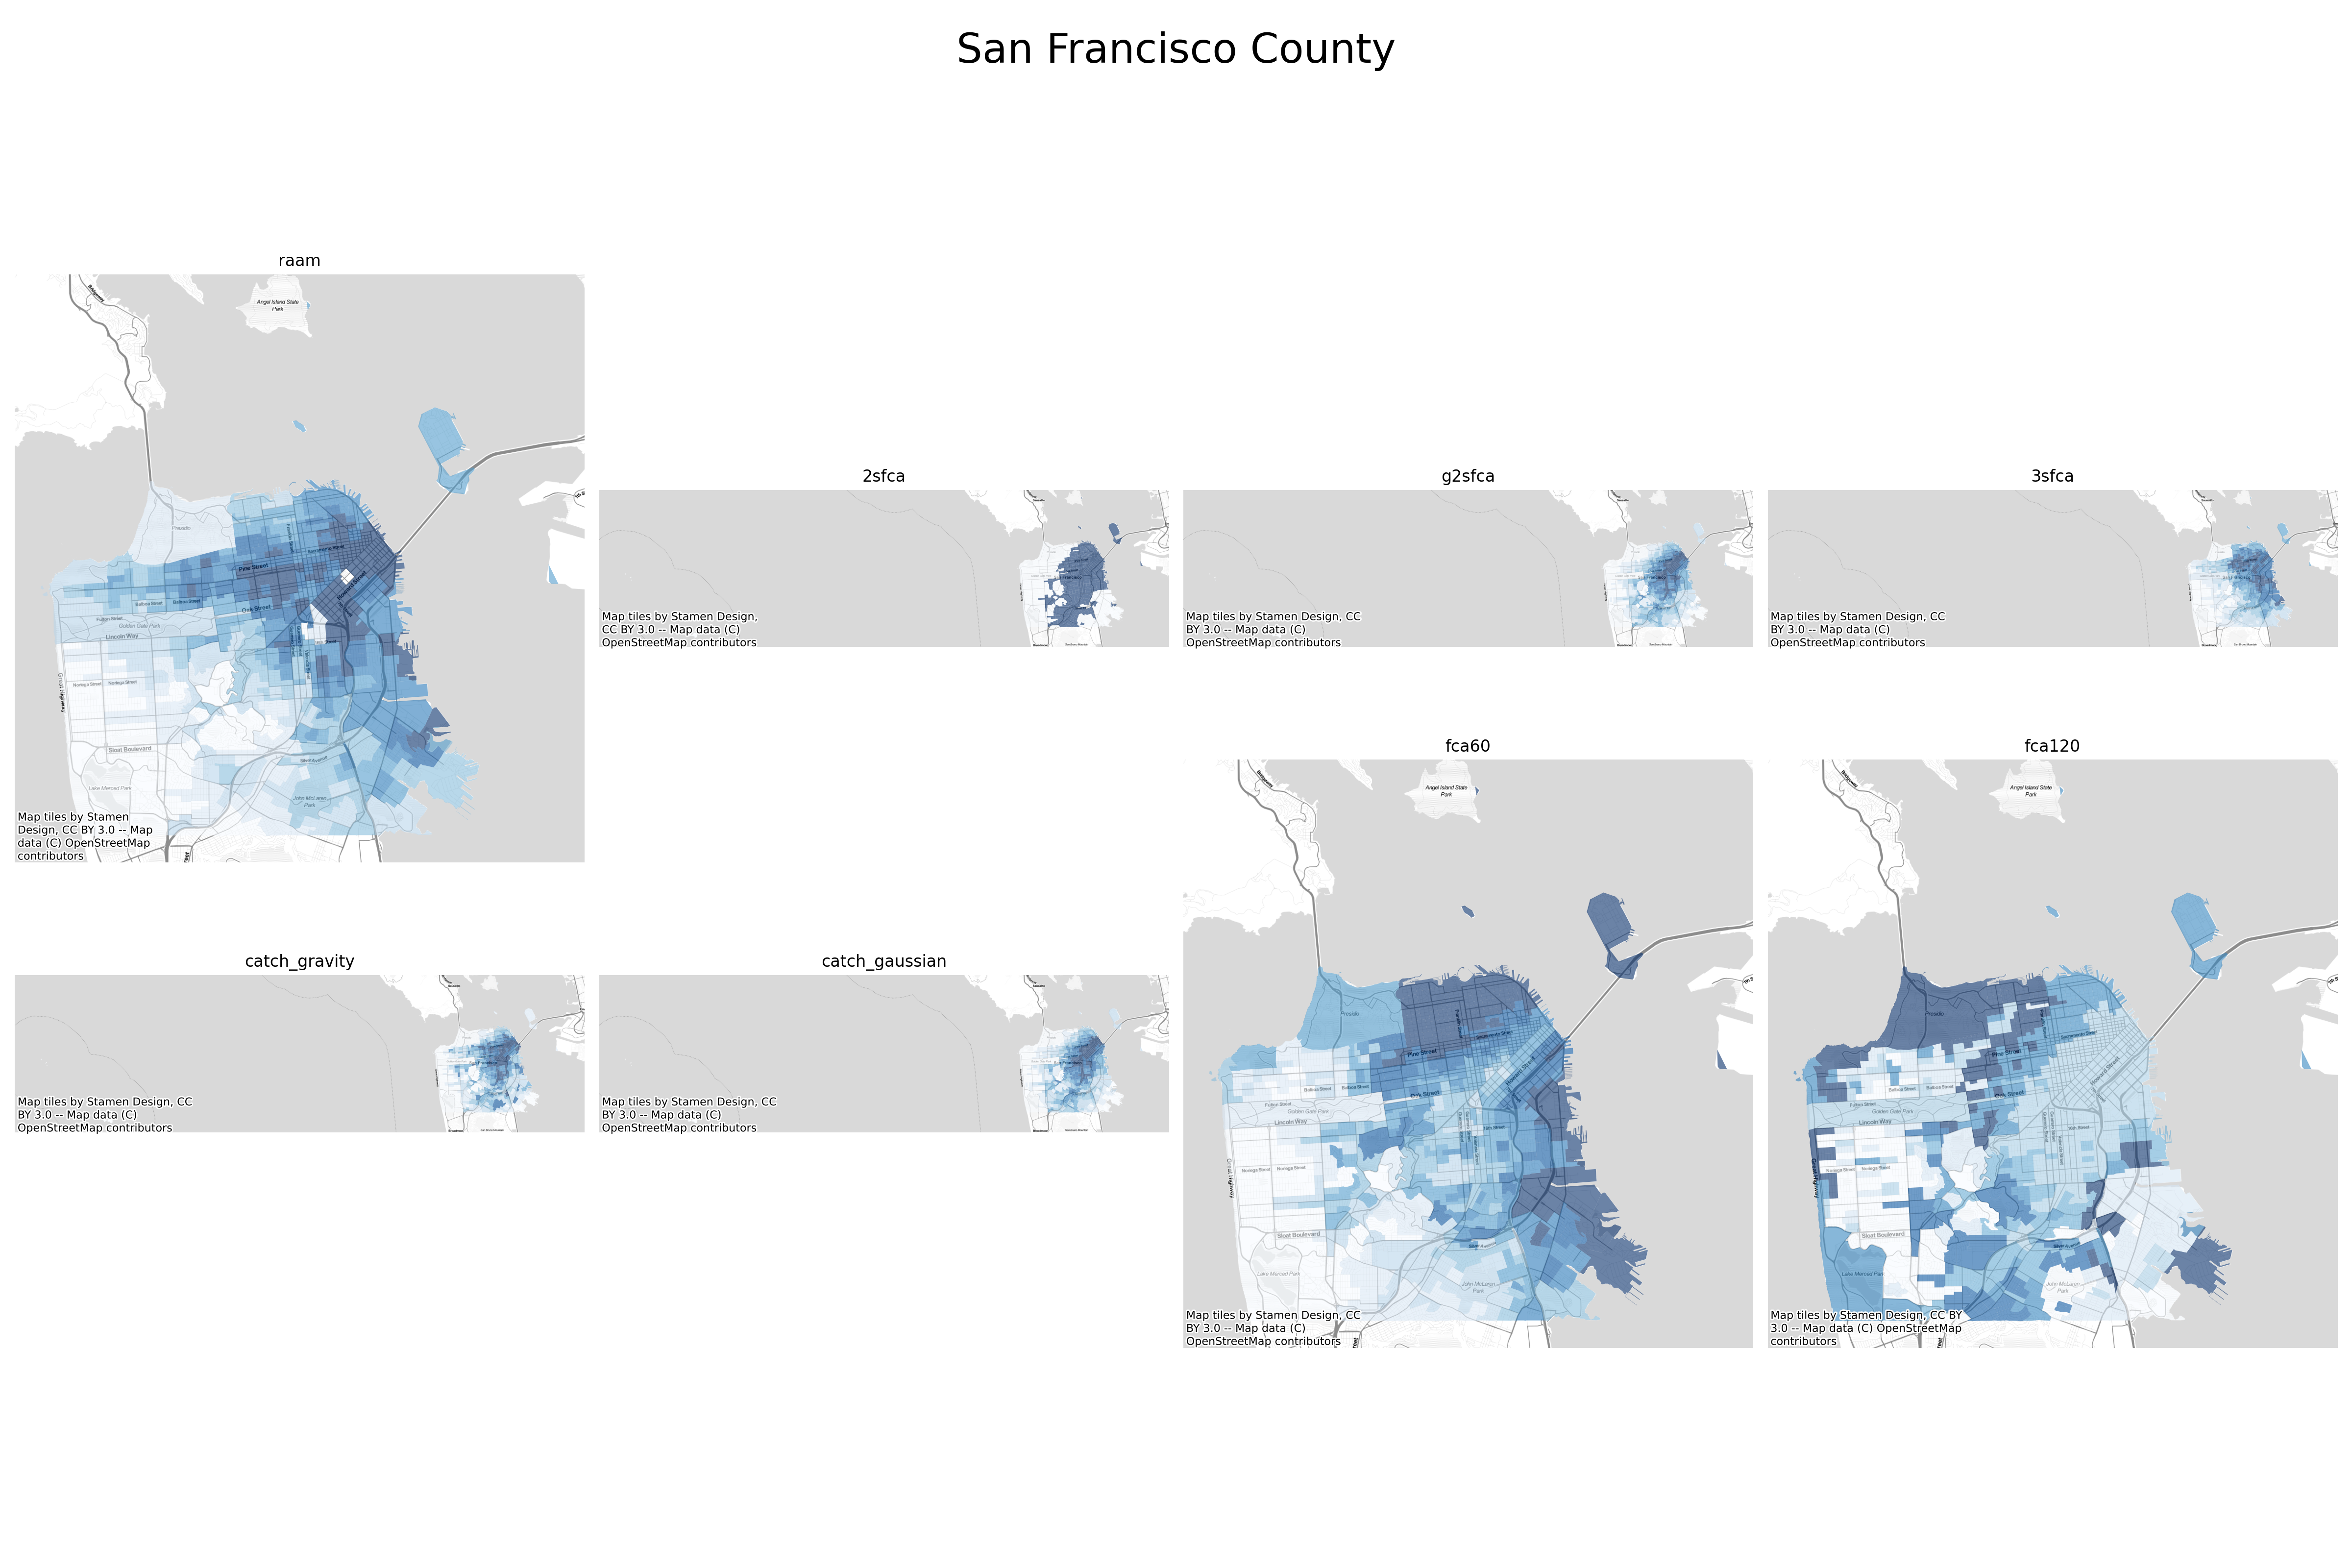 San Francisco County
raam
Angel Island State
Park
Presidio
Pine Street
Howard Street
Balboa Street
Balboa Street
Oak Street
Fulton Street
Golden Gate Park
Lincoln Way
Noriega Street
Noriega Street
Great Highway
Sloat Boulevard
Silver Avenue
Lake Merced Park
John McLaren
Park
Map tiles by Stamen
Design, CC BY 3.0 -- Map
data (C) OpenStreetMap
contributors
2sfca
Map tiles by Stamen Design,
CC BY 3.0 -- Map data (C)
OpenStreetMap contributors
g2sfca
Map tiles by Stamen Design, CC
BY 3.0 -- Map data (C)
OpenStreetMap contributors
3sfca
Map tiles by Stamen Design, CC
BY 3.0 -- Map data (C)
OpenStreetMap contributors
catch_gravity
Map tiles by Stamen Design, CC
BY 3.0 -- Map data (C)
OpenStreetMap contributors
catch_gaussian
Map tiles by Stamen Design, CC
BY 3.0 -- Map data (C)
OpenStreetMap contributors
fca60
Angel Island State
Park
Presidio
Pine Street
Howard Street
Balboa Street
Balboa Street
Oak Street
Fulton Street
Golden Gate Park
Lincoln Way
Noriega Street
Noriega Street
Great Highway
Sloat Boulevard
Lake Merced Park
John McLaren
Park
Map tiles by Stamen Design, CC
BY 3.0 -- Map data (C)
OpenStreetMap contributors
fca120
Angel Island State
Park
Presidio
Pine Street
Howard Street
Balboa Street
Balboa Street
Oak Street
Fulton Street
Golden Gate Park
Lincoln Way
Noriega Street
Noriega Street
Great Highway
Sloat Boulevard
Lake Merced Park
John McLaren
Park
Map tiles by Stamen Design, CC BY
3.0 -- Map data (C) OpenStreetMap
contributors